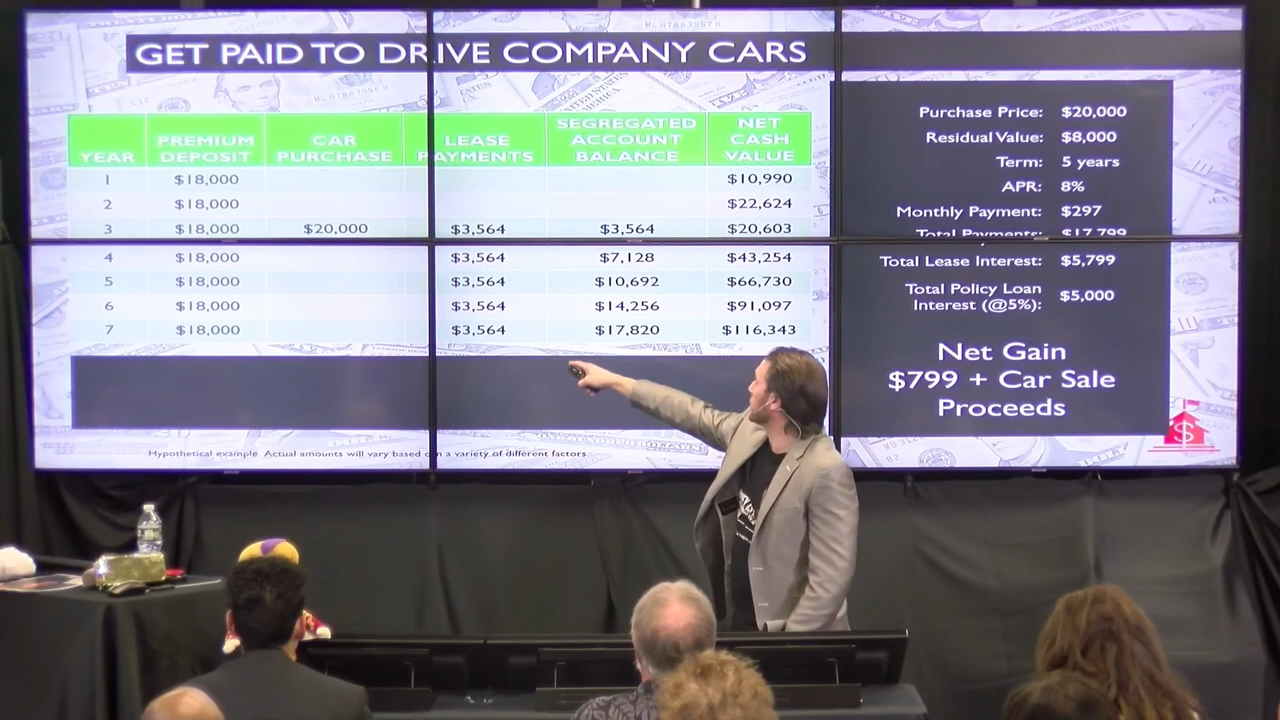 GET PAID TO DRIVE COMPANY CARS
YEAR PREMIUM DEPOSIT CAR PURCHASE LEASE PAYMENTS SEGREGATED ACCOUNT BALANCE NET CASH VALUE
1 $18,000 $10,990
2 $18,000 $22,624
3 $18,000 $20,000 $3,564 $3,564 $20,603
4 $18,000 $3,564 $7,128 $43,254
5 $18,000 $3,564 $10,692 $66,730
6 $18,000 $3,564 $14,256 $91,097
7 $18,000 $3,564 $17,820 $116,343
Hypothetical example. Actual amounts will vary based on a variety of different factors
Purchase Price: $20,000
Residual Value: $8,000
Term: 5 years
APR: 8%
Monthly Payment: $297
Total Payments: $17,799
Total Lease Interest: $5,799
Total Policy Loan
Interest (@5%): $5,000
Net Gain
$799 + Car Sale
Proceeds
$